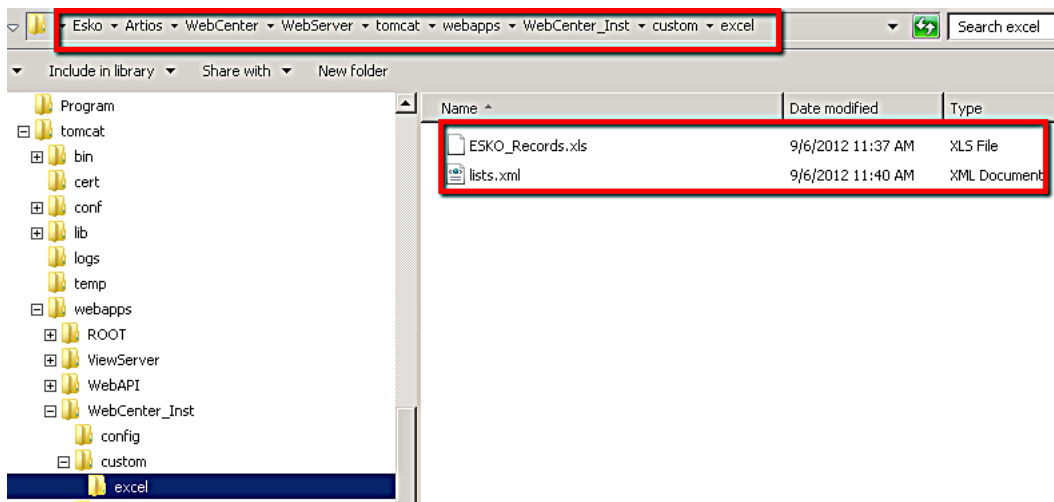 Esko Artios WebCenter WebServer tomcat webapps WebCenter_Inst custom excel Search excel
Include in library Share with New folder
Program
tomcat
bin
cert
conf
lib
logs
temp
webapps
ROOT
ViewServer
WebAPI
WebCenter_Inst
config
custom
excel
Name Date modified Type
ESKO_Records.xls 9/6/2012 11:37 AM XLS File
lists.xml 9/6/2012 11:40 AM XML Document